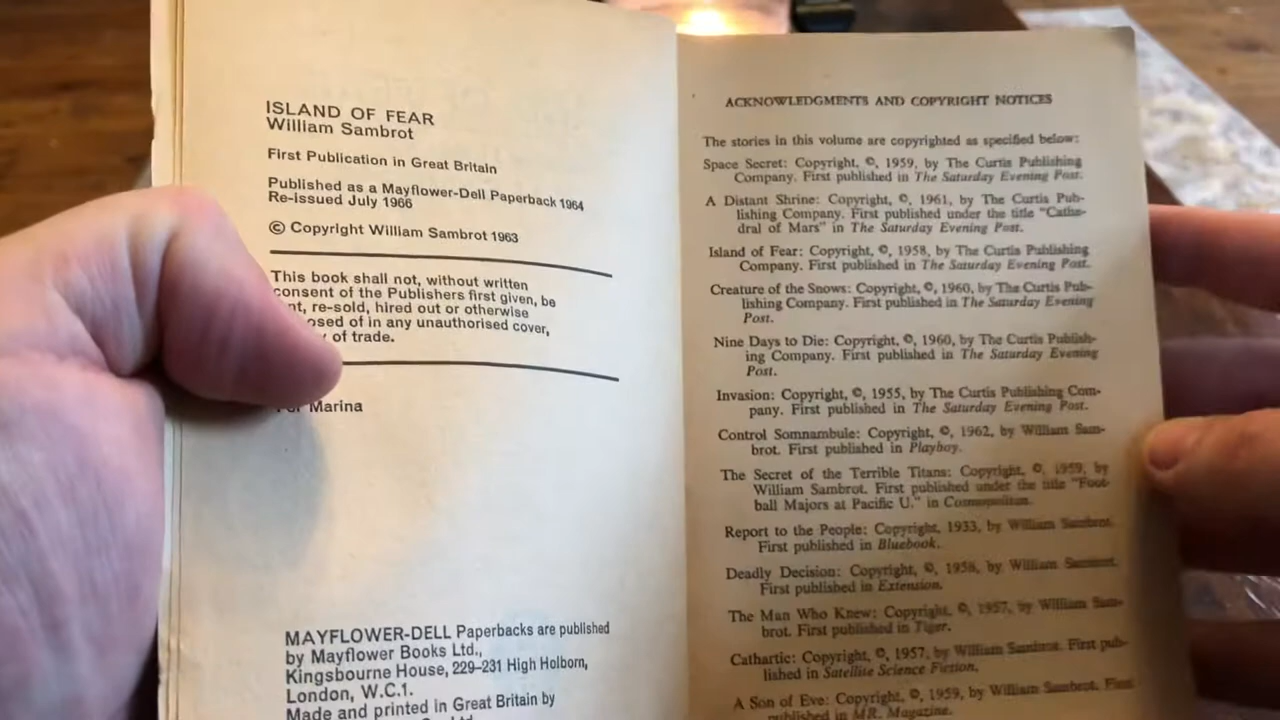 ISLAND OF FEAR
William Sambrot
First Publication in Great Britain
Published as a Mayflower-Dell Paperback 1964
Re-issued July 1966
© Copyright William Sambrot 1963
This book shall not, without written
consent of the Publishers first given, be
nt, re-sold, hired out or otherwise
osed of in any unauthorised cover,
of trade.
For Marina
MAYFLOWER-DELL Paperbacks are published
by Mayflower Books Ltd.,
Kingsbourne House, 229-231 High Holborn,
London, W.C.1.
Made and printed in Great Britain by
ACKNOWLEDGMENTS AND COPYRIGHT NOTICES
The stories in this volume are copyrighted as specified below:
Space Secret: Copyright, ©, 1959, by The Curtis Publishing
Company. First published in The Saturday Evening Post.
A Distant Shrine: Copyright, ©, 1961, by The Curtis Pub-
lishing Company. First published under the title "Cathe-
dral of Mars" in The Saturday Evening Post.
Island of Fear: Copyright, ©, 1958, by The Curtis Publishing
Company. First published in The Saturday Evening Post.
Creature of the Snows: Copyright, ©, 1960, by The Curtis Pub-
lishing Company. First published in The Saturday Evening
Post.
Nine Days to Die: Copyright, ©, 1960, by The Curtis Publish-
ing Company. First published in The Saturday Evening
Post.
Invasion: Copyright, ©, 1955, by The Curtis Publishing Com-
pany. First published in The Saturday Evening Post.
Control Somnambule: Copyright, ©, 1962, by William Sam-
brot. First published in Playboy.
The Secret of the Terrible Titans: Copyright, ©, 1959, by
William Sambrot. First published under the title "Foot-
ball Majors at Pacific U." in Cosmopolitan.
Report to the People: Copyright, 1933, by William Sambrot.
First published in Bluebook.
Deadly Decision: Copyright, ©, 1958, by William Sambrot.
First published in Extension.
The Man Who Knew: Copyright, ©, 1957, by William Sam-
brot. First published in Tiger.
Cathartic: Copyright, ©, 1957, by William Sambrot. First pub-
lished in Satellite Science Fiction.
A Son of Eve: Copyright, ©, 1959, by William Sambrot. First
published in MR. Magazine.